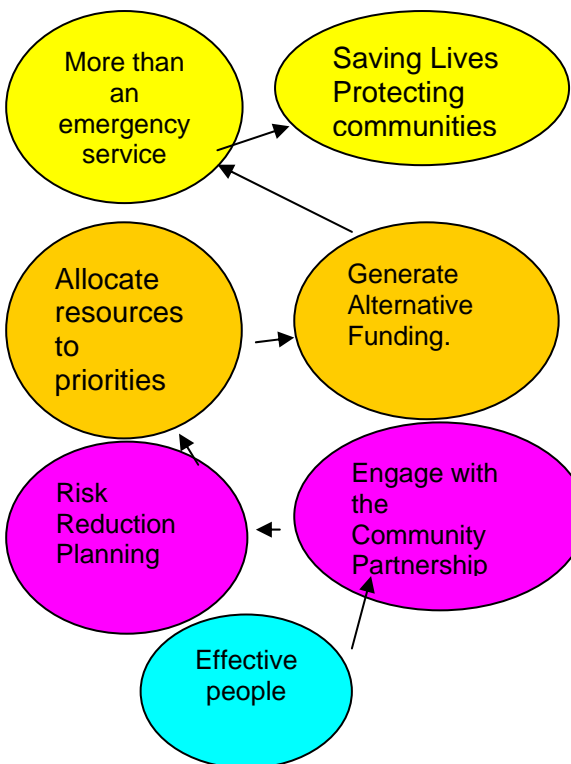 More than
an
emergency
service
Saving Lives
Protecting
communities
Allocate
resources
to
priorities
Generate
Alternative
Funding.
Risk
Reduction
Planning
Engage with
the
Community
Partnership
Effective
people